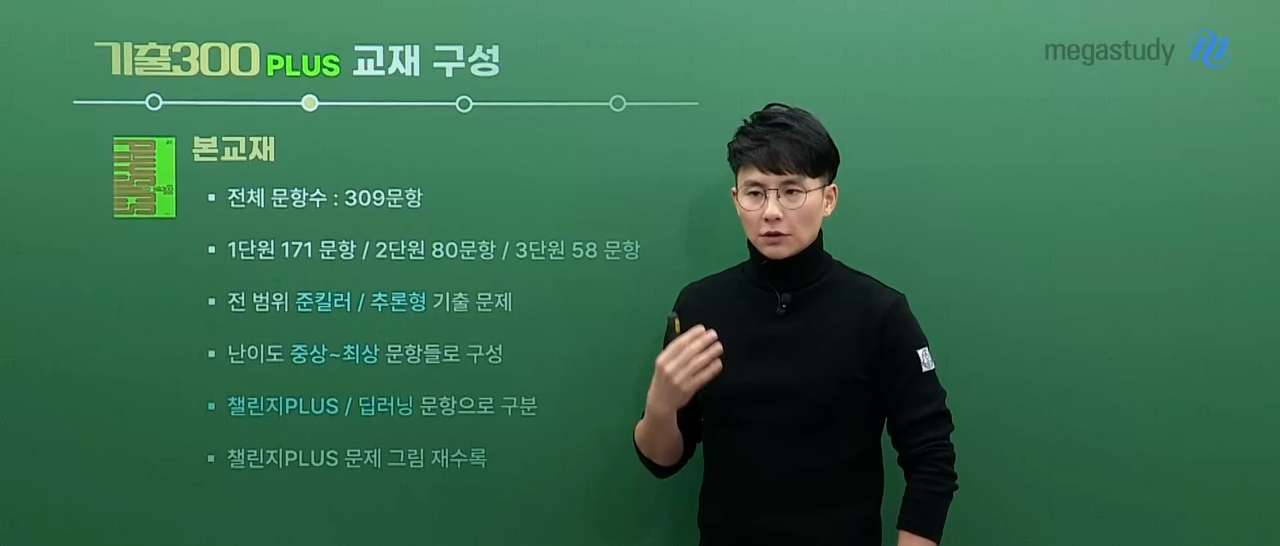 기출300 PLUS 교재 구성
megastudy
본교재
전체 문항수 : 309문항
1단원 171 문항 / 2단원 80문항 / 3단원 58 문항
전 범위 준킬러 / 추론형 기출 문제
난이도 중상~최상 문항들로 구성
챌린지PLUS / 딥러닝 문항으로 구분
챌린지PLUS 문제 그림 재수록